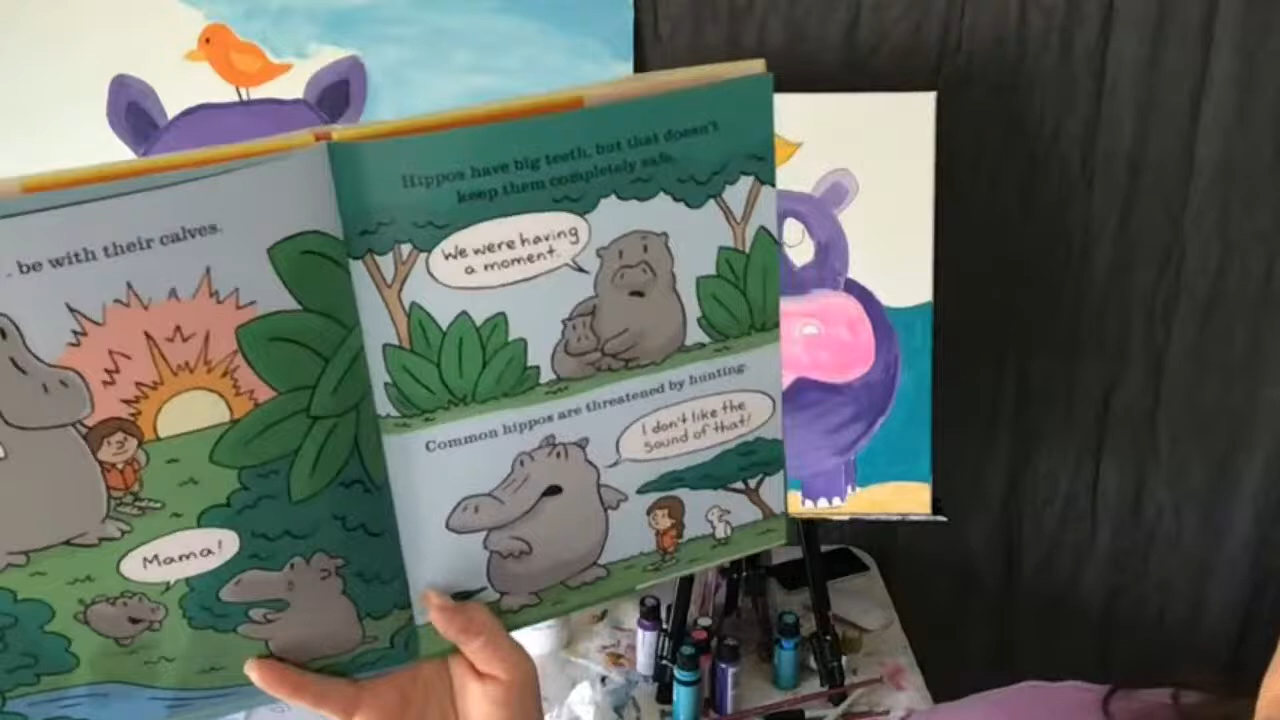 . be with their calves.
Mama!
Hippos have big teeth, but that doesn't
keep them completely safe.
We were having
a moment.
Common hippos are threatened by hunting.
I don't like the
sound of that!